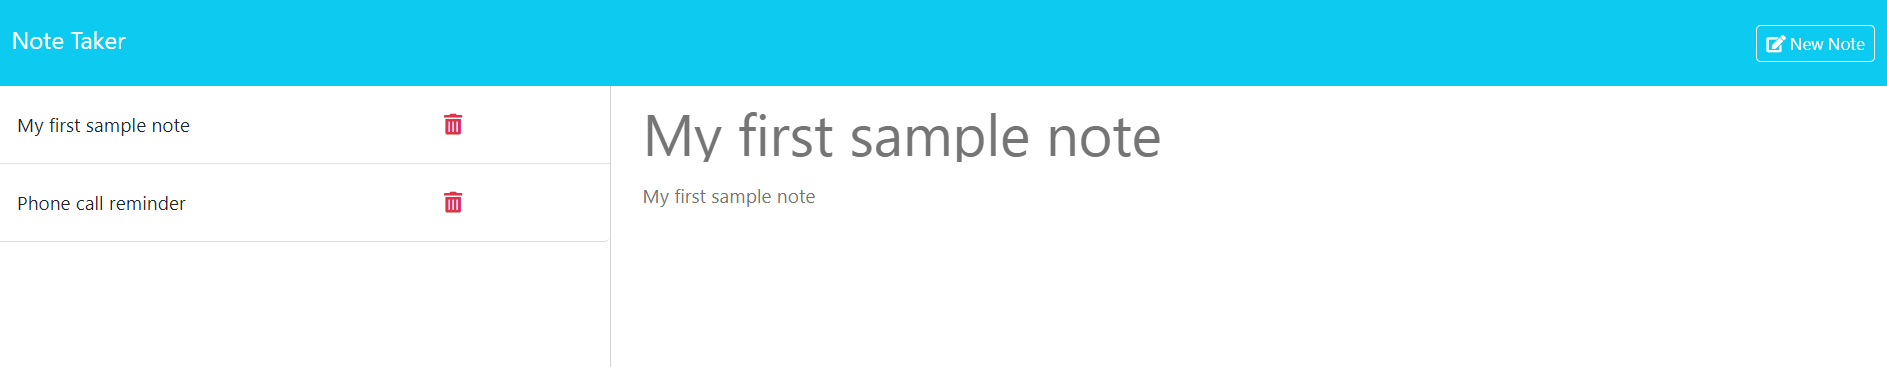 Note Taker
New Note
My first sample note
Phone call reminder
My first sample note
My first sample note